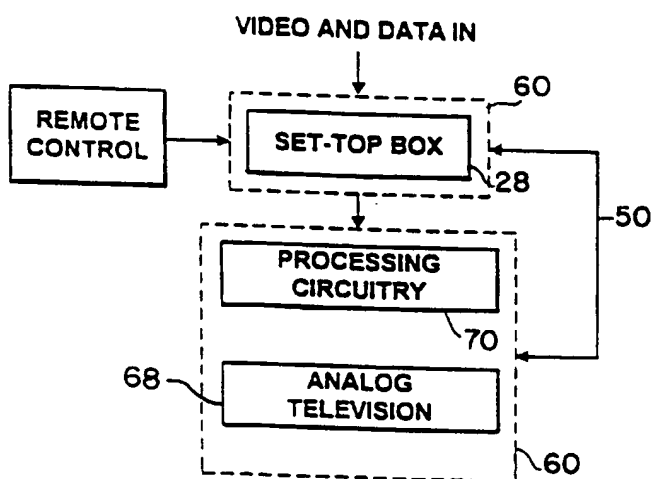 VIDEO AND DATA IN
60
REMOTE
CONTROL
SET-TOP BOX
28
50
PROCESSING
CIRCUITRY
70
68
ANALOG
TELEVISION
60